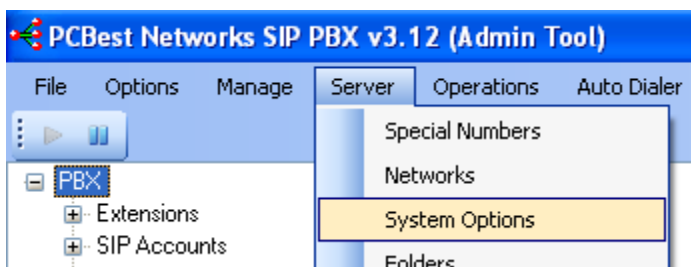 PCBest Networks SIP PBX v3.12 (Admin Tool)
File Options Manage Server Operations Auto Dialer
Special Numbers
Networks
System Options
Folders
PBX
Extensions
SIP Accounts